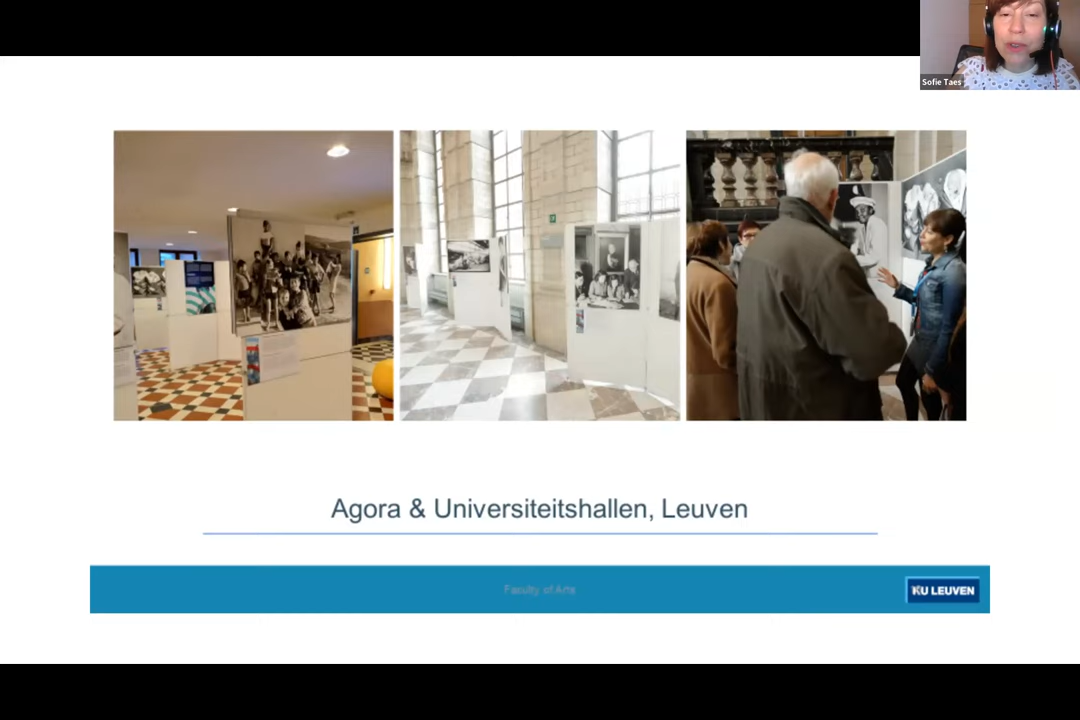 Sofie Taes
Agora & Universiteitshallen, Leuven
Faculty of Arts
KU LEUVEN